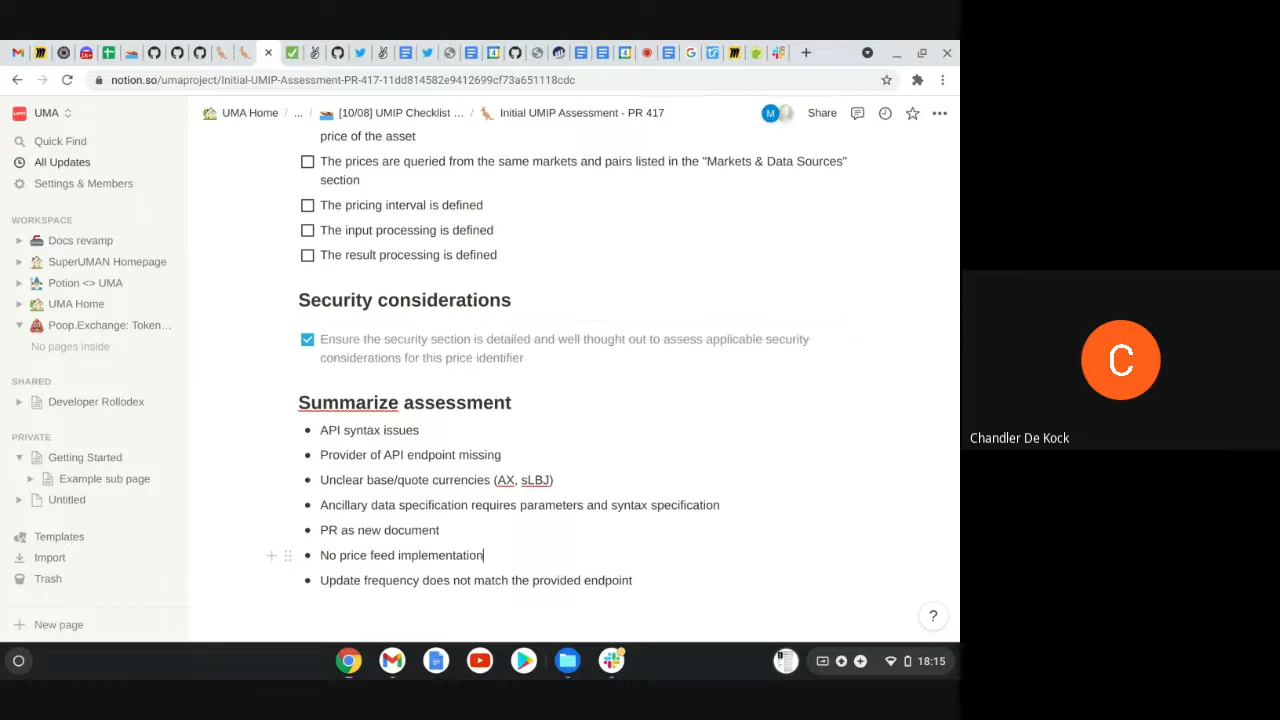 notion.so/umaproject/Initial-UMIP-Assessment-PR-417-11dd814582e9412699cf73a651118cdc
UMA
UMA Home / ... / [10/08] UMIP Checklist ... / Initial UMIP Assessment - PR 417
M
Share
Quick Find
All Updates
Settings & Members
WORKSPACE
Docs revamp
SuperUMAN Homepage
Potion <> UMA
UMA Home
Poop.Exchange: Token...
No pages inside
SHARED
Developer Rollodex
PRIVATE
Getting Started
Example sub page
Untitled
Templates
Import
Trash
New page
price of the asset
The prices are queried from the same markets and pairs listed in the "Markets & Data Sources"
section
The pricing interval is defined
The input processing is defined
The result processing is defined
Security considerations
Ensure the security section is detailed and well thought out to assess applicable security
considerations for this price identifier
Summarize assessment
• API syntax issues
• Provider of API endpoint missing
• Unclear base/quote currencies (AX, sLBJ)
• Ancillary data specification requires parameters and syntax specification
• PR as new document
• No price feed implementation
• Update frequency does not match the provided endpoint
?
18:15
C
Chandler De Kock